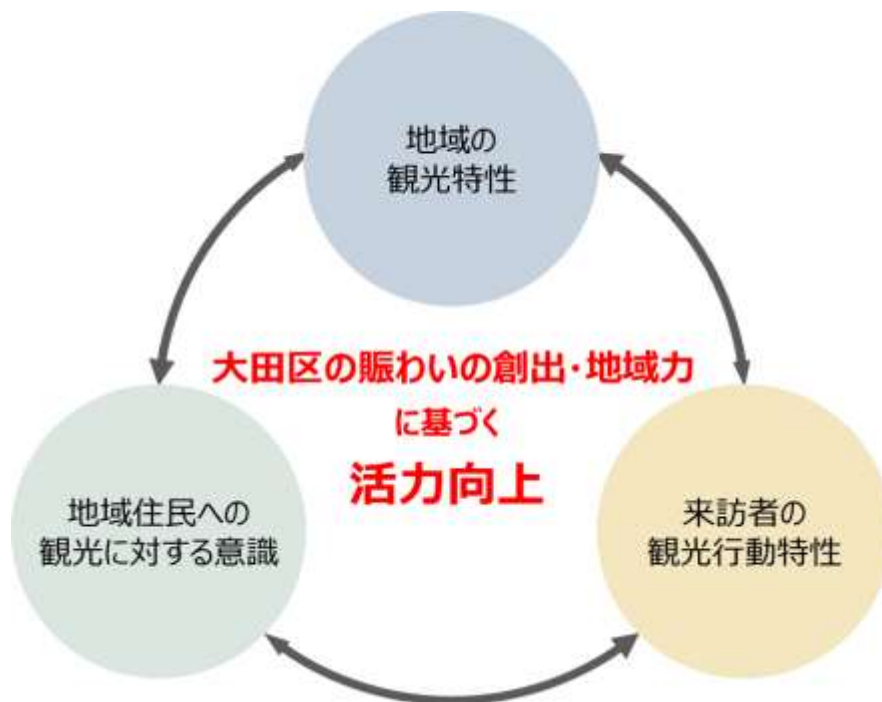 地域の
観光特性
大田区の賑わいの創出・地域力
に基づく
活力向上
地域住民への
観光に対する意識
来訪者の
観光行動特性